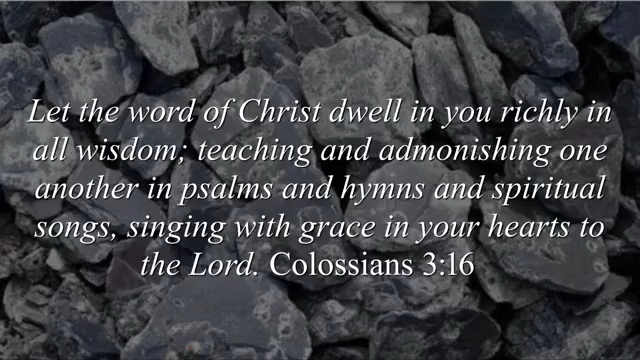 Let the word of Christ dwell in you richly in
all wisdom; teaching and admonishing one
another in psalms and hymns and spiritual
songs, singing with grace in your hearts to
the Lord. Colossians 3:16